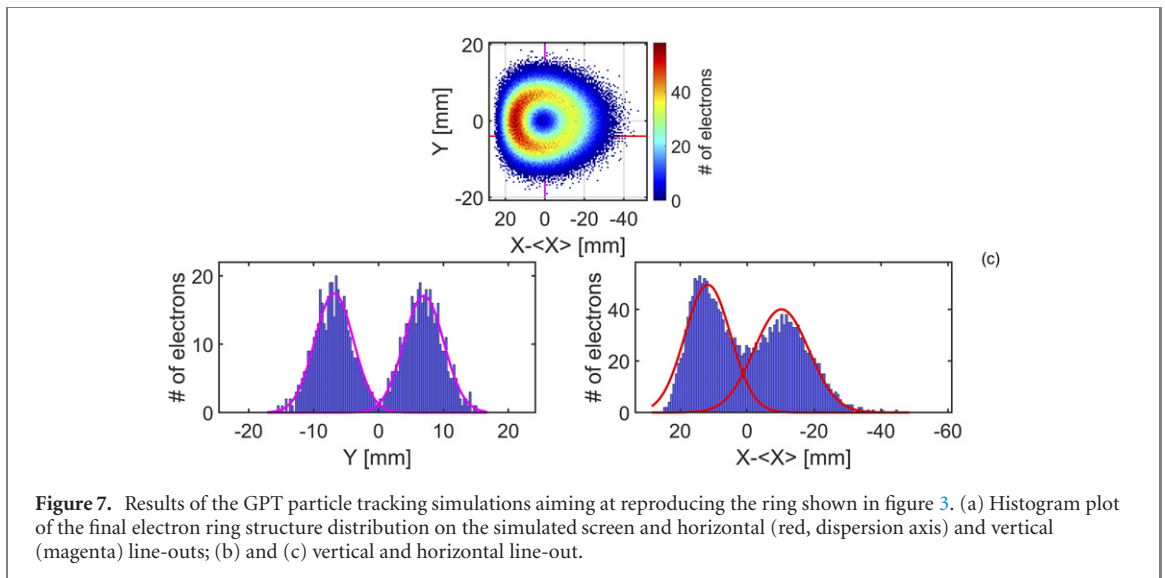 20
0
-20
Y [mm]
20 0 -20 -40
X-<X> [mm]
40
20
0
# of electrons
20
10
0
# of electrons
-20 -10 0 10 20
Y [mm]
40
20
0
# of electrons
20 0 -20 -40 -60
X-<X> [mm]
(c)
Figure 7. Results of the GPT particle tracking simulations aiming at reproducing the ring shown in figure 3. (a) Histogram plot
of the final electron ring structure distribution on the simulated screen and horizontal (red, dispersion axis) and vertical
(magenta) line-outs; (b) and (c) vertical and horizontal line-out.